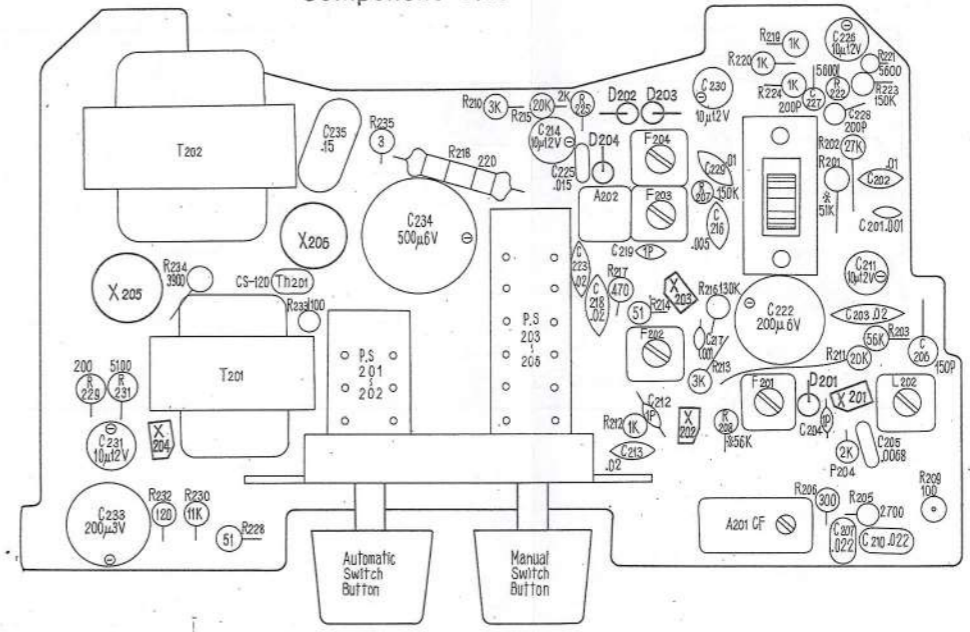 R219
1K
C226
10μ12V
R220
1K
R221
5600
C230
10μ12V
R224
1K
5600
R
222
R223
150K
200P
C
227
C228
200P
T202
C235
.15
R235
3
R210
3K
R215
20K
2K
R
225
D202
D203
C214
10μ12V
D204
F204
R218
220
C225
.015
C229
.01
R202
27K
R201
※
51K
.01
C202
A202
F203
R
207
150K
C
216
.005
C201.001
X206
C234
500μ6V
C219
1P
C
223
.02
C
218
.02
R217
470
X
203
R216
130K
C211
10μ12V
R234
3900
CS-120
Th201
X205
R233
100
51
R214
C222
200μ6V
C203.02
C217
.001
R213
56K
R203
F202
3K
R211
20K
C
206
150P
P.S
201
~
202
P.S
203
~
206
T201
200
R
229
5100
R
231
F201
D201
X
201
L202
C212
1P
R212
1K
X
202
R
208
※56K
C204
1P
C205
.0068
C231
10μ12V
X
204
C213
.02
2K
P204
R209
100
C233
200μ3V
R232
120
R230
11K
R206
300
R205
2700
51
R228
A201 CF
C207
.022
C210.022
Automatic
Switch
Button
Manual
Switch
Button